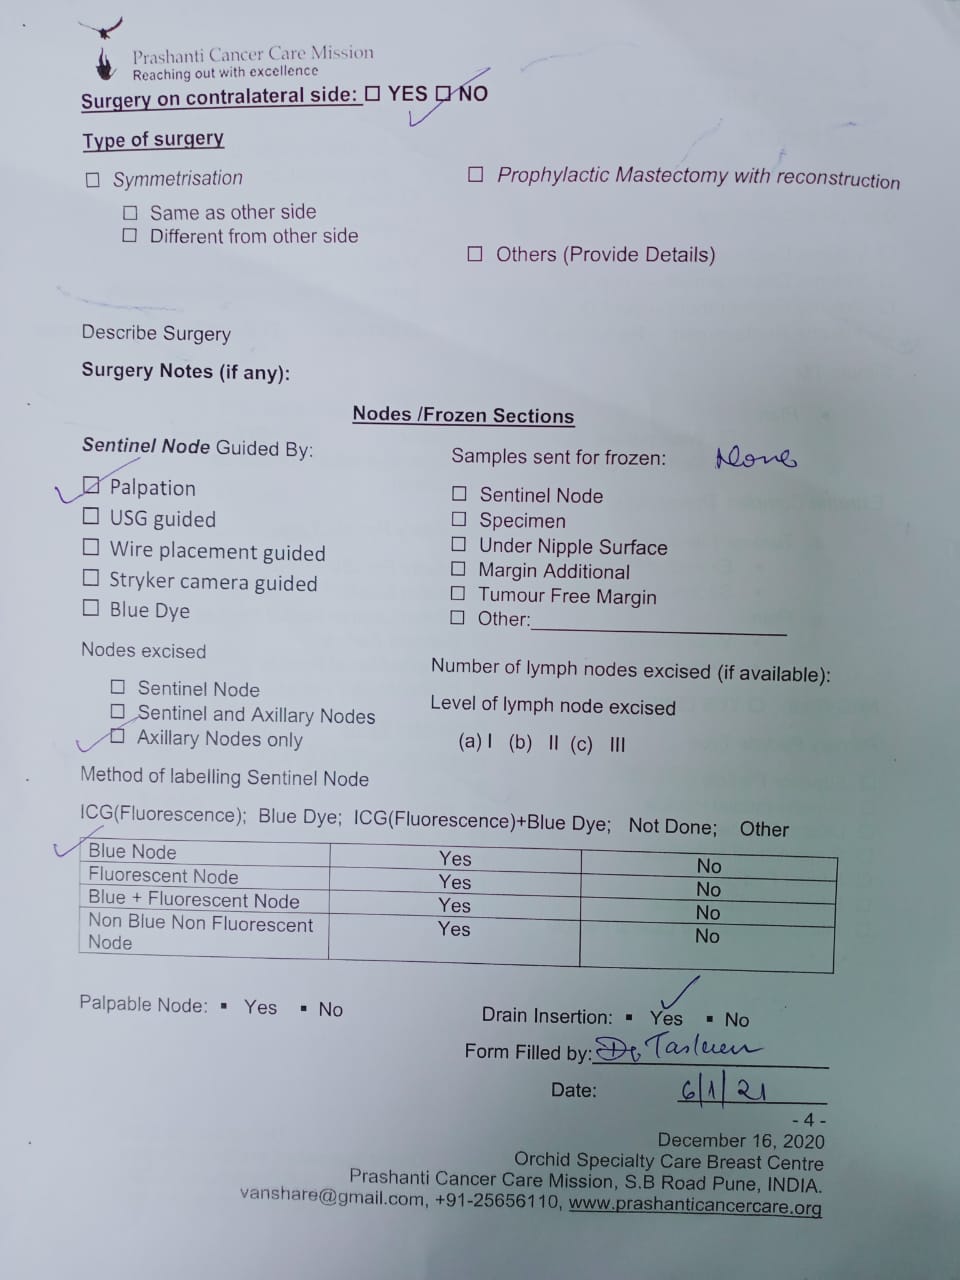 Prashanti Cancer Care Mission
Reaching out with excellence
Surgery on contralateral side: ☐ YES ☑ NO
Type of surgery
☐ Symmetrisation
☐ Prophylactic Mastectomy with reconstruction
☐ Same as other side
☐ Different from other side
☐ Others (Provide Details)
Describe Surgery
Surgery Notes (if any):
Nodes /Frozen Sections
Sentinel Node Guided By:
☑ Palpation
☐ USG guided
☐ Wire placement guided
☐ Stryker camera guided
☐ Blue Dye
Samples sent for frozen: None
☐ Sentinel Node
☐ Specimen
☐ Under Nipple Surface
☐ Margin Additional
☐ Tumour Free Margin
☐ Other:
Nodes excised
☐ Sentinel Node
☐ Sentinel and Axillary Nodes
☑ Axillary Nodes only
Number of lymph nodes excised (if available):
Level of lymph node excised
(a) I (b) II (c) III
Method of labelling Sentinel Node
ICG(Fluorescence); Blue Dye; ICG(Fluorescence)+Blue Dye; Not Done; Other
✓ Blue Node Yes No
Fluorescent Node Yes No
Blue + Fluorescent Node Yes No
Non Blue Non Fluorescent Yes No
Node
Palpable Node: ▪ Yes ▪ No
Drain Insertion: ▪ Yes ✓ ▪ No
Form Filled by: Dr
Date: 6/1/21
- 4 -
December 16, 2020
Orchid Specialty Care Breast Centre
Prashanti Cancer Care Mission, S.B Road Pune, INDIA.
vanshare@gmail.com, +91-25656110, www.prashanticancercare.org